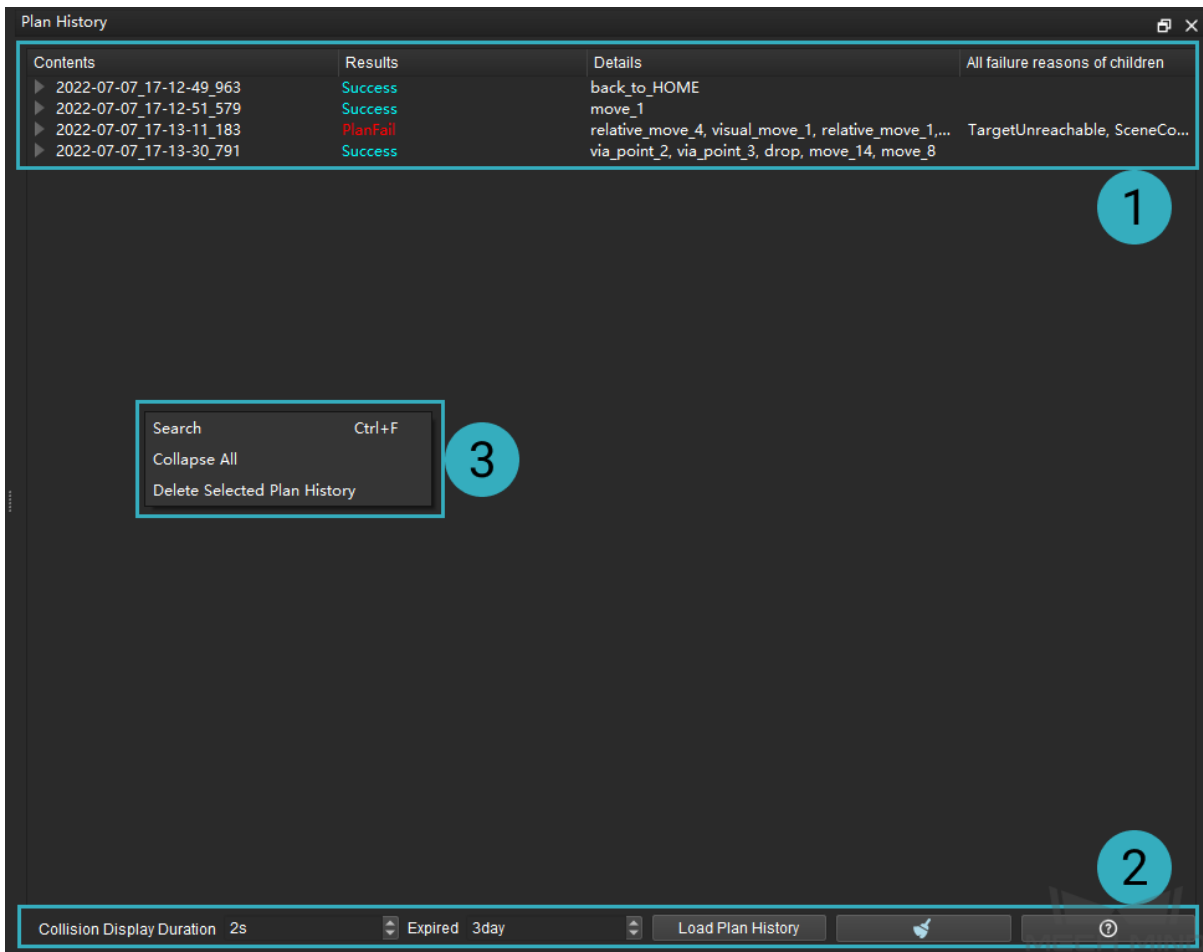 Plan History
Contents Results Details All failure reasons of children
2022-07-07_17-12-49_963 Success back_to_HOME
2022-07-07_17-12-51_579 Success move_1
2022-07-07_17-13-11_183 PlanFail relative_move_4, visual_move_1, relative_move_1,... TargetUnreachable, SceneCo...
2022-07-07_17-13-30_791 Success via_point_2, via_point_3, drop, move_14, move_8
1
Search Ctrl+F
Collapse All
Delete Selected Plan History
3
2
Collision Display Duration 2s Expired 3day Load Plan History